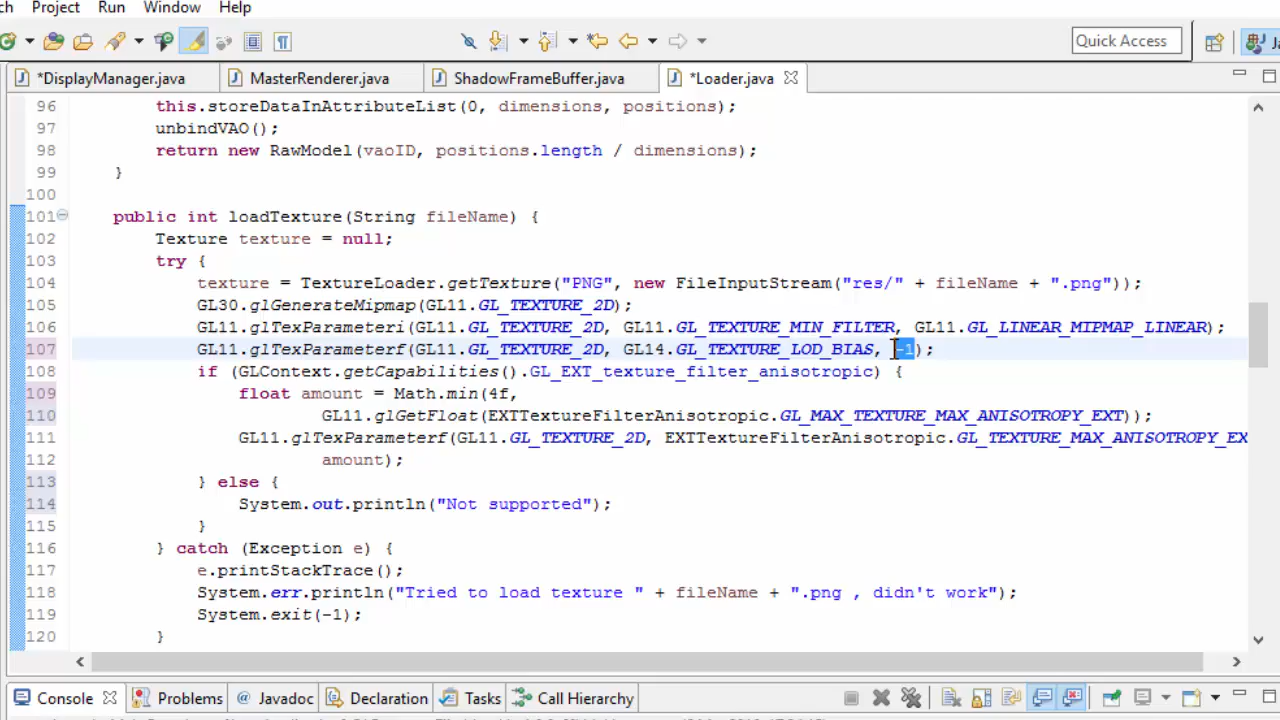 ch Project Run Window Help
Quick Access Ja
*DisplayManager.java MasterRenderer.java ShadowFrameBuffer.java *Loader.java
96 this.storeDataInAttributeList(0, dimensions, positions);
97 unbindVAO();
98 return new RawModel(vaoID, positions.length / dimensions);
99 }
100
101 public int loadTexture(String fileName) {
102 Texture texture = null;
103 try {
104 texture = TextureLoader.getTexture("PNG", new FileInputStream("res/" + fileName + ".png"));
105 GL30.glGenerateMipmap(GL11.GL_TEXTURE_2D);
106 GL11.glTexParameteri(GL11.GL_TEXTURE_2D, GL11.GL_TEXTURE_MIN_FILTER, GL11.GL_LINEAR_MIPMAP_LINEAR);
107 GL11.glTexParameterf(GL11.GL_TEXTURE_2D, GL14.GL_TEXTURE_LOD_BIAS, -1);
108 if (GLContext.getCapabilities().GL_EXT_texture_filter_anisotropic) {
109 float amount = Math.min(4f,
110 GL11.glGetFloat(EXTTextureFilterAnisotropic.GL_MAX_TEXTURE_MAX_ANISOTROPY_EXT));
111 GL11.glTexParameterf(GL11.GL_TEXTURE_2D, EXTTextureFilterAnisotropic.GL_TEXTURE_MAX_ANISOTROPY_EX
112 amount);
113 } else {
114 System.out.println("Not supported");
115 }
116 } catch (Exception e) {
117 e.printStackTrace();
118 System.err.println("Tried to load texture " + fileName + ".png , didn't work");
119 System.exit(-1);
120 }
Console Problems @ Javadoc Declaration Tasks Call Hierarchy